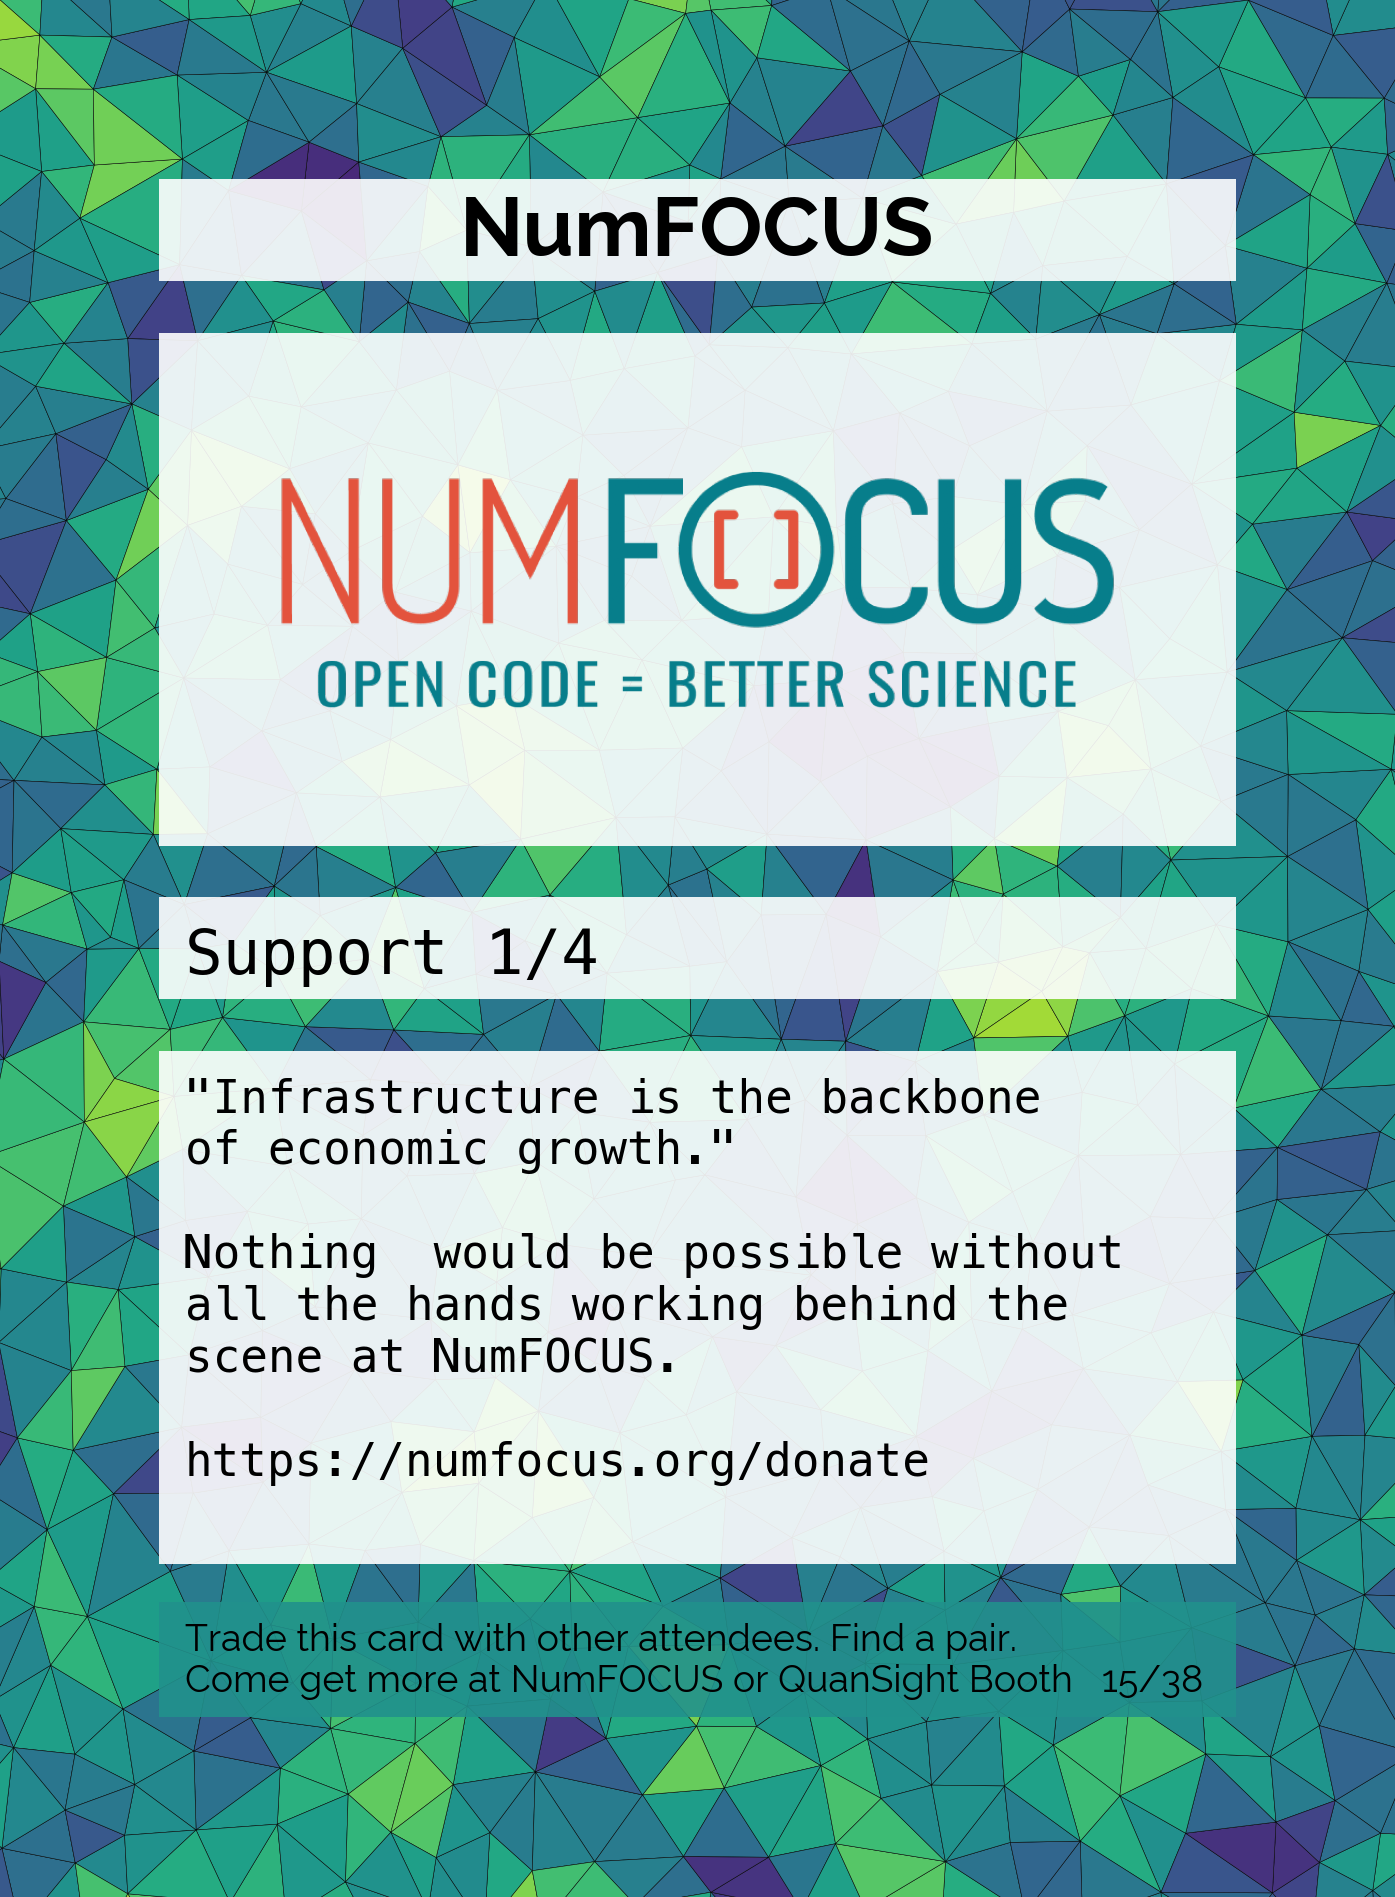 NumFOCUS
NUMFOCUS
OPEN CODE = BETTER SCIENCE
Support 1/4
"Infrastructure is the backbone
of economic growth."
Nothing  would be possible without
all the hands working behind the
scene at NumFOCUS.
https://numfocus.org/donate
Trade this card with other attendees. Find a pair.
Come get more at NumFOCUS or QuanSight Booth 15/38